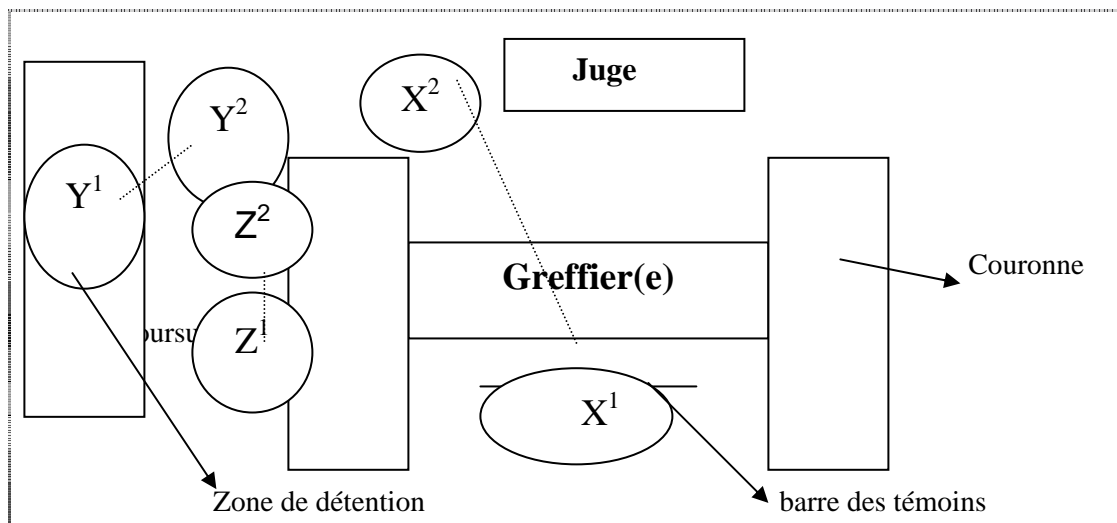 Juge
X²
Y²
Y¹
Z²
Greffier(e)
Couronne
Z¹
X¹
Zone de détention
barre des témoins